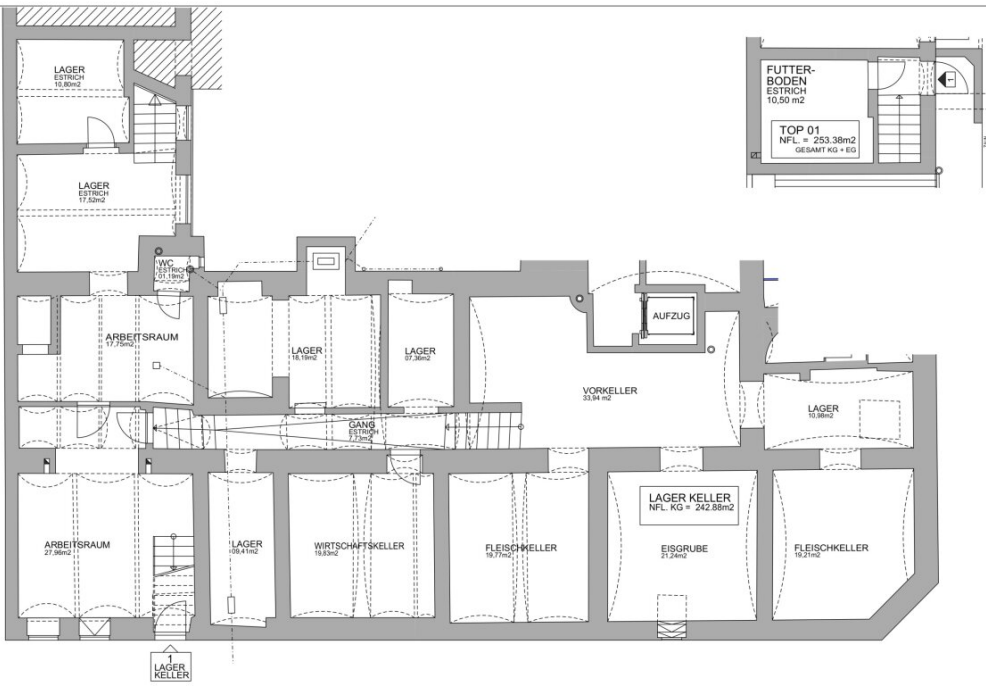 LAGER
ESTRICH
10,80m2
FUTTER-
BODEN
ESTRICH
10,50 m2
1
TOP 01
NFL. = 253.38m2
GESAMT KG + EG
LAGER
ESTRICH
17,52m2
WC
ESTRICH
01.19m2
ARBEITSRAUM
17,75m2
LAGER
18,19m2
LAGER
07,36m2
AUFZUG
VORKELLER
33,94 m2
LAGER
10,98m2
GANG
ESTRICH
7,73m2
ARBEITSRAUM
27,96m2
LAGER
09,41m2
WIRTSCHAFTSKELLER
19,63m2
FLEISCHKELLER
19,77m2
LAGER KELLER
NFL. KG = 242.88m2
EISGRUBE
21,24m2
FLEISCHKELLER
19,21m2
1
LAGER
KELLER